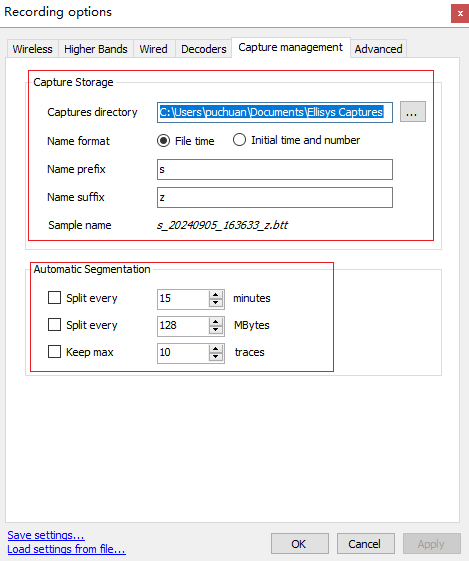 Recording options
x
Wireless Higher Bands Wired Decoders Capture management Advanced
Capture Storage
Captures directory C:\Users\puchuan\Documents\Ellisys Captures ...
Name format File time Initial time and number
Name prefix s
Name suffix z
Sample name s_20240905_163633_z.btt
Automatic Segmentation
Split every 15 minutes
Split every 128 MBytes
Keep max 10 traces
Save settings...
Load settings from file...
OK Cancel Apply